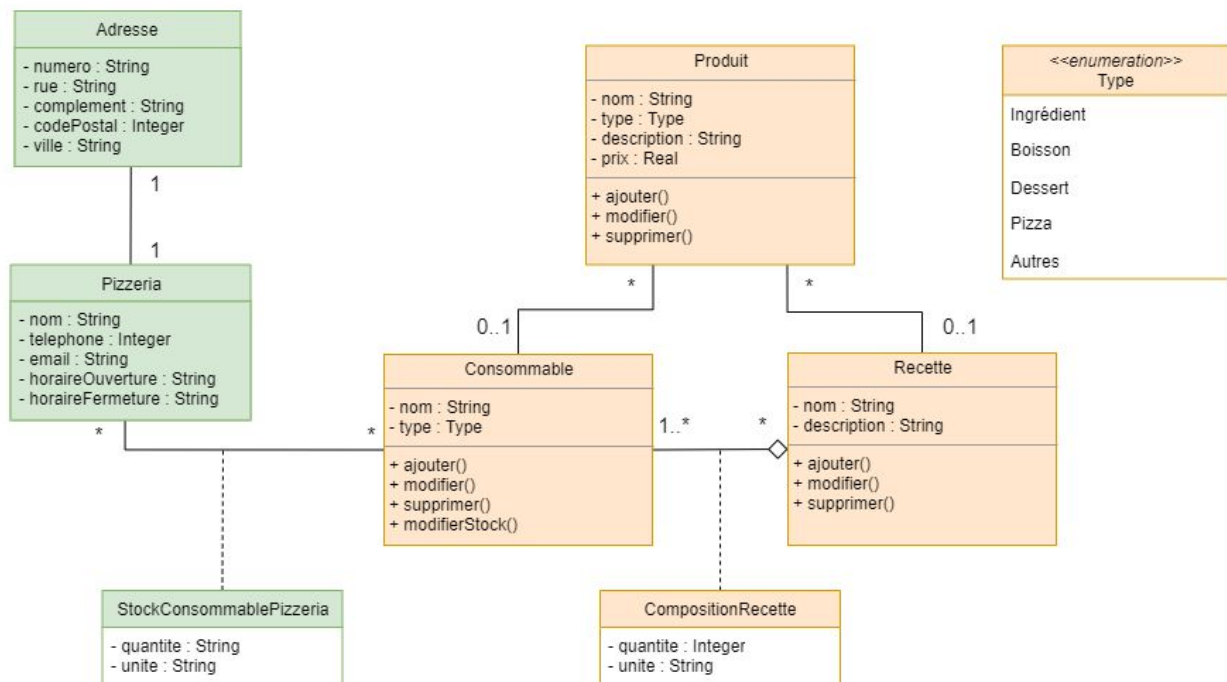 Adresse
- numero : String
- rue : String
- complement : String
- codePostal : Integer
- ville : String
1
1
Pizzeria
- nom : String
- telephone : Integer
- email : String
- horaireOuverture : String
- horaireFermeture : String
*
*
StockConsommablePizzeria
- quantite : String
- unite : String
Produit
- nom : String
- type : Type
- description : String
- prix : Real
+ ajouter()
+ modifier()
+ supprimer()
*
*
0..1
0..1
Consommable
- nom : String
- type : Type
+ ajouter()
+ modifier()
+ supprimer()
+ modifierStock()
1..*
*
Recette
- nom : String
- description : String
+ ajouter()
+ modifier()
+ supprimer()
CompositionRecette
- quantite : Integer
- unite : String
<<enumeration>>
Type
Ingrédient
Boisson
Dessert
Pizza
Autres